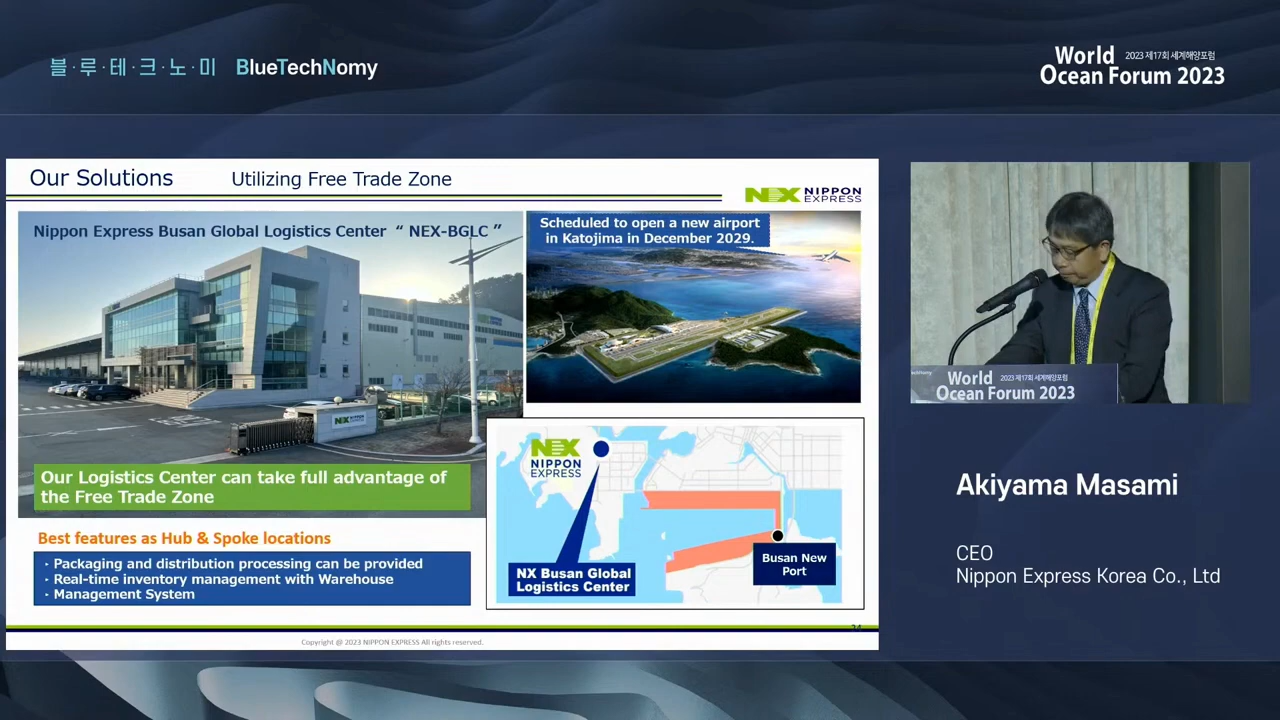 블·루·테·크·노·미 BlueTechNomy
World 2023 제17회 세계해양포럼
Ocean Forum 2023
Our Solutions Utilizing Free Trade Zone
NEX NIPPON
EXPRESS
Nippon Express Busan Global Logistics Center “ NEX-BGLC ”
Scheduled to open a new airport
in Katojima in December 2029.
NEX NIPPON
EXPRESS
Our Logistics Center can take full advantage of
the Free Trade Zone
Best features as Hub & Spoke locations
· Packaging and distribution processing can be provided
· Real-time inventory management with Warehouse
· Management System
NEX
NIPPON
EXPRESS
NX Busan Global
Logistics Center
Busan New
Port
24
Copyright @ 2023 NIPPON EXPRESS All rights reserved.
World 2023 제17회 세계해양포럼
Ocean Forum 2023
Akiyama Masami
CEO
Nippon Express Korea Co., Ltd